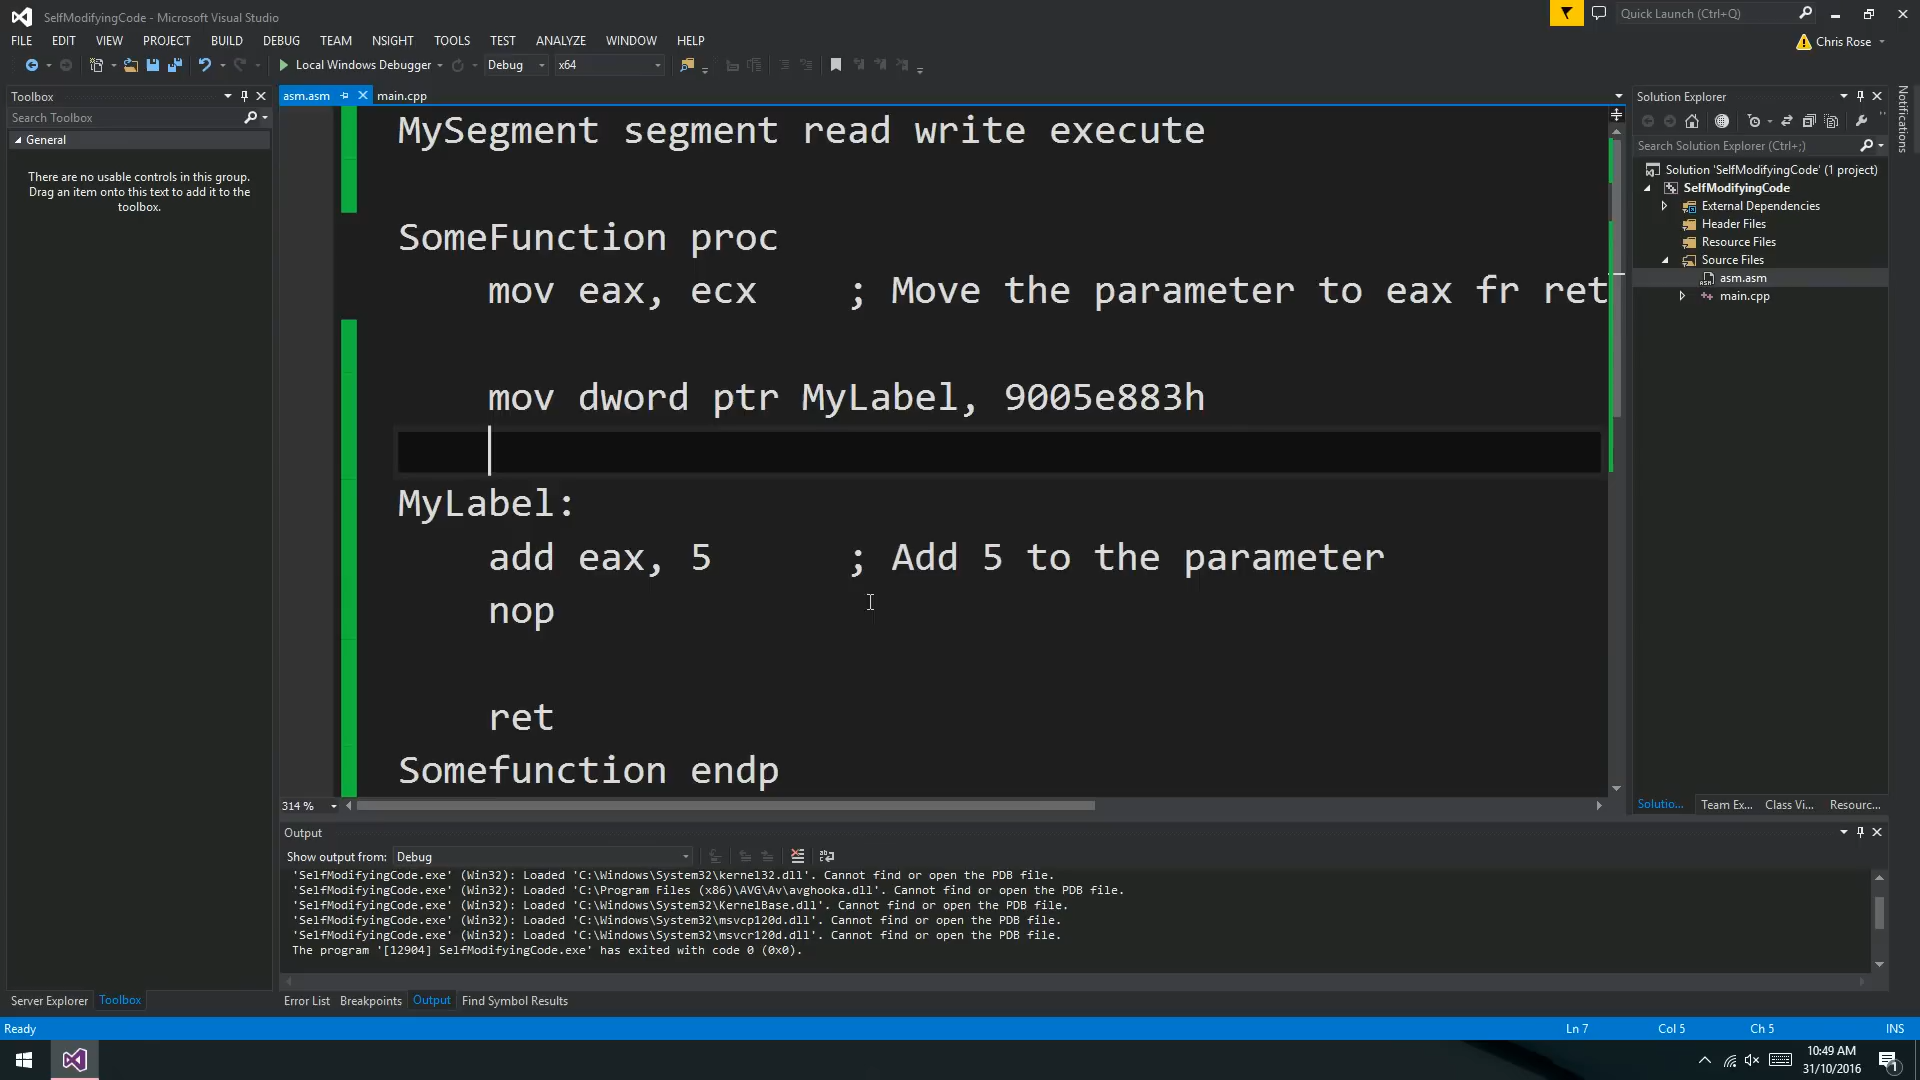 SelfModifyingCode - Microsoft Visual Studio
Quick Launch (Ctrl+Q)
FILE EDIT VIEW PROJECT BUILD DEBUG TEAM NSIGHT TOOLS TEST ANALYZE WINDOW HELP
Chris Rose
Local Windows Debugger Debug x64
Toolbox
Search Toolbox
General
There are no usable controls in this group.
Drag an item onto this text to add it to the
toolbox.
asm.asm main.cpp
MySegment segment read write execute
SomeFunction proc
mov eax, ecx ; Move the parameter to eax fr ret
mov dword ptr MyLabel, 9005e883h
MyLabel:
add eax, 5 ; Add 5 to the parameter
nop
ret
Somefunction endp
314 %
Solution Explorer
Search Solution Explorer (Ctrl+;)
Solution 'SelfModifyingCode' (1 project)
SelfModifyingCode
External Dependencies
Header Files
Resource Files
Source Files
asm.asm
main.cpp
Solutio... Team Ex... Class Vi... Resourc...
Notifications
Output
Show output from: Debug
'SelfModifyingCode.exe' (Win32): Loaded 'C:\Windows\System32\kernel32.dll'. Cannot find or open the PDB file.
'SelfModifyingCode.exe' (Win32): Loaded 'C:\Program Files (x86)\AVG\Av\avghooka.dll'. Cannot find or open the PDB file.
'SelfModifyingCode.exe' (Win32): Loaded 'C:\Windows\System32\KernelBase.dll'. Cannot find or open the PDB file.
'SelfModifyingCode.exe' (Win32): Loaded 'C:\Windows\System32\msvcp120d.dll'. Cannot find or open the PDB file.
'SelfModifyingCode.exe' (Win32): Loaded 'C:\Windows\System32\msvcr120d.dll'. Cannot find or open the PDB file.
The program '[12904] SelfModifyingCode.exe' has exited with code 0 (0x0).
Server Explorer Toolbox
Error List Breakpoints Output Find Symbol Results
Ready Ln 7 Col 5 Ch 5 INS
10:49 AM
31/10/2016
1